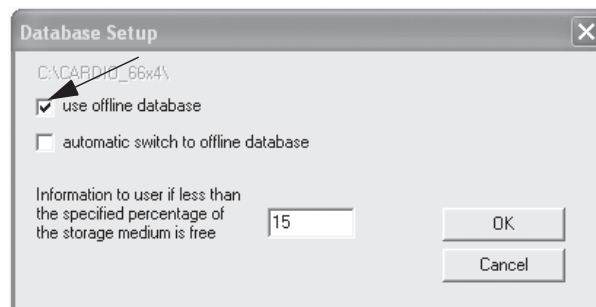 Database Setup
C:\CARDIO_66x4\
use offline database
automatic switch to offline database
Information to user if less than
the specified percentage of
the storage medium is free
15
OK
Cancel